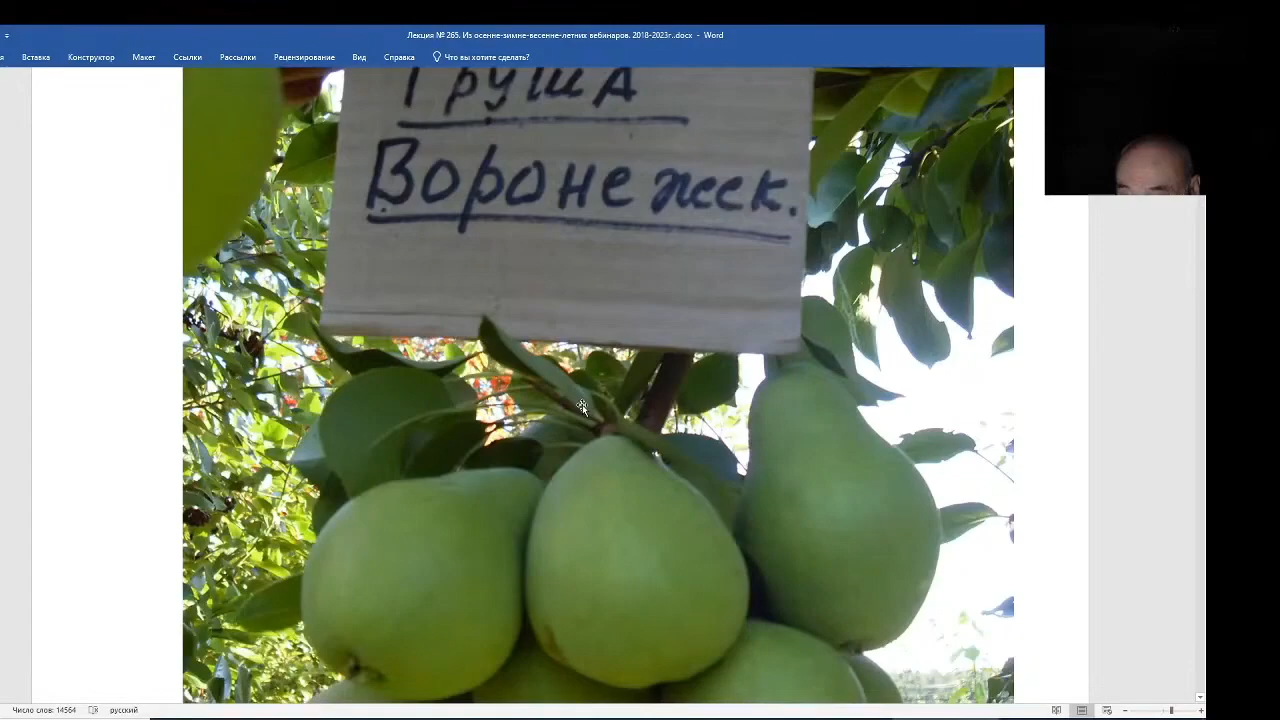 Лекция № 265. Из осенне-зимне-весенне-летних вебинаров. 2018-2023г..docx - Word
Вставка Конструктор Макет Ссылки Рассылки Рецензирование Вид Справка Что вы хотите сделать?
Груша
Воронежск.
Число слов: 14564 русский